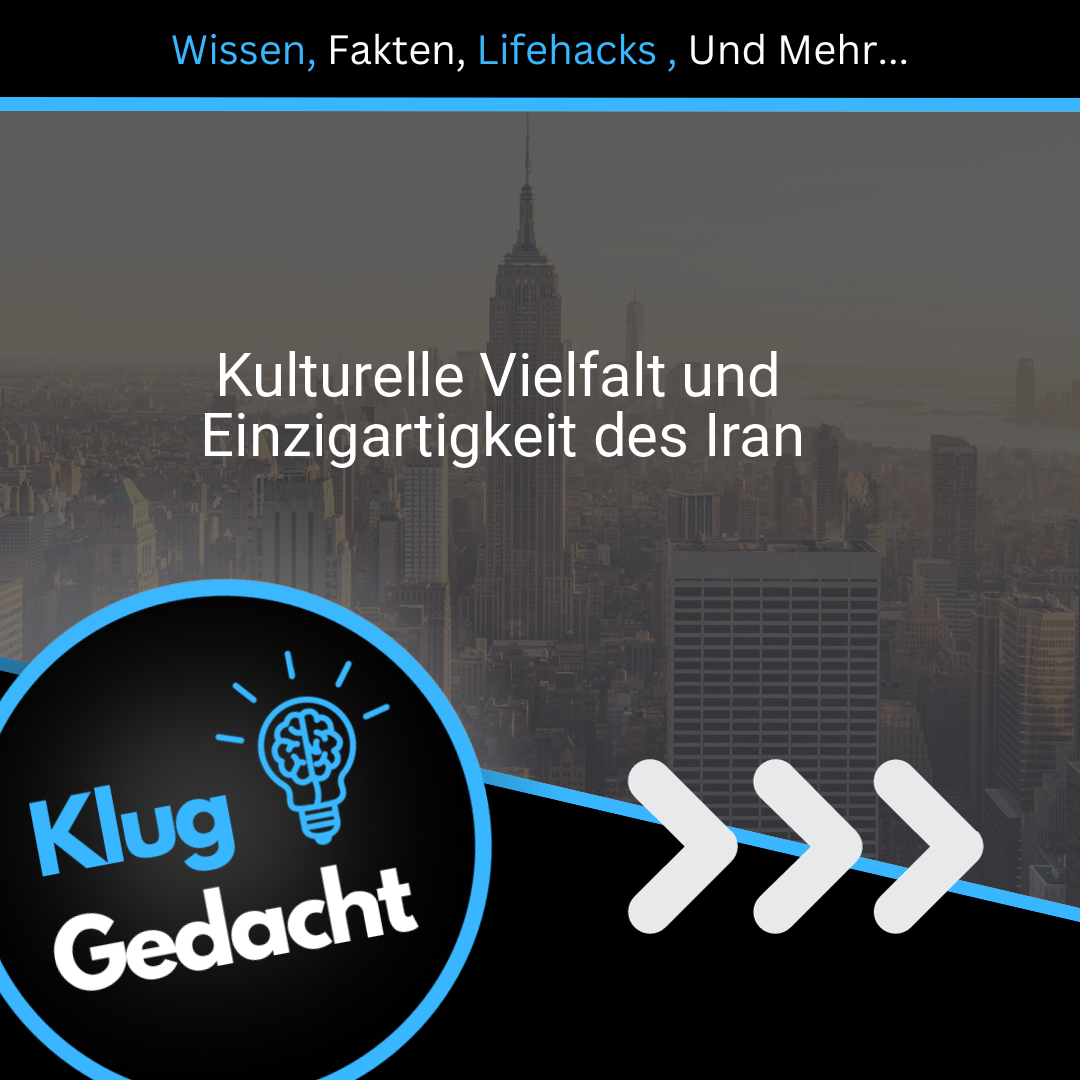 Wissen, Fakten, Lifehacks , Und Mehr...
Kulturelle Vielfalt und
Einzigartigkeit des Iran
Klug
Gedacht